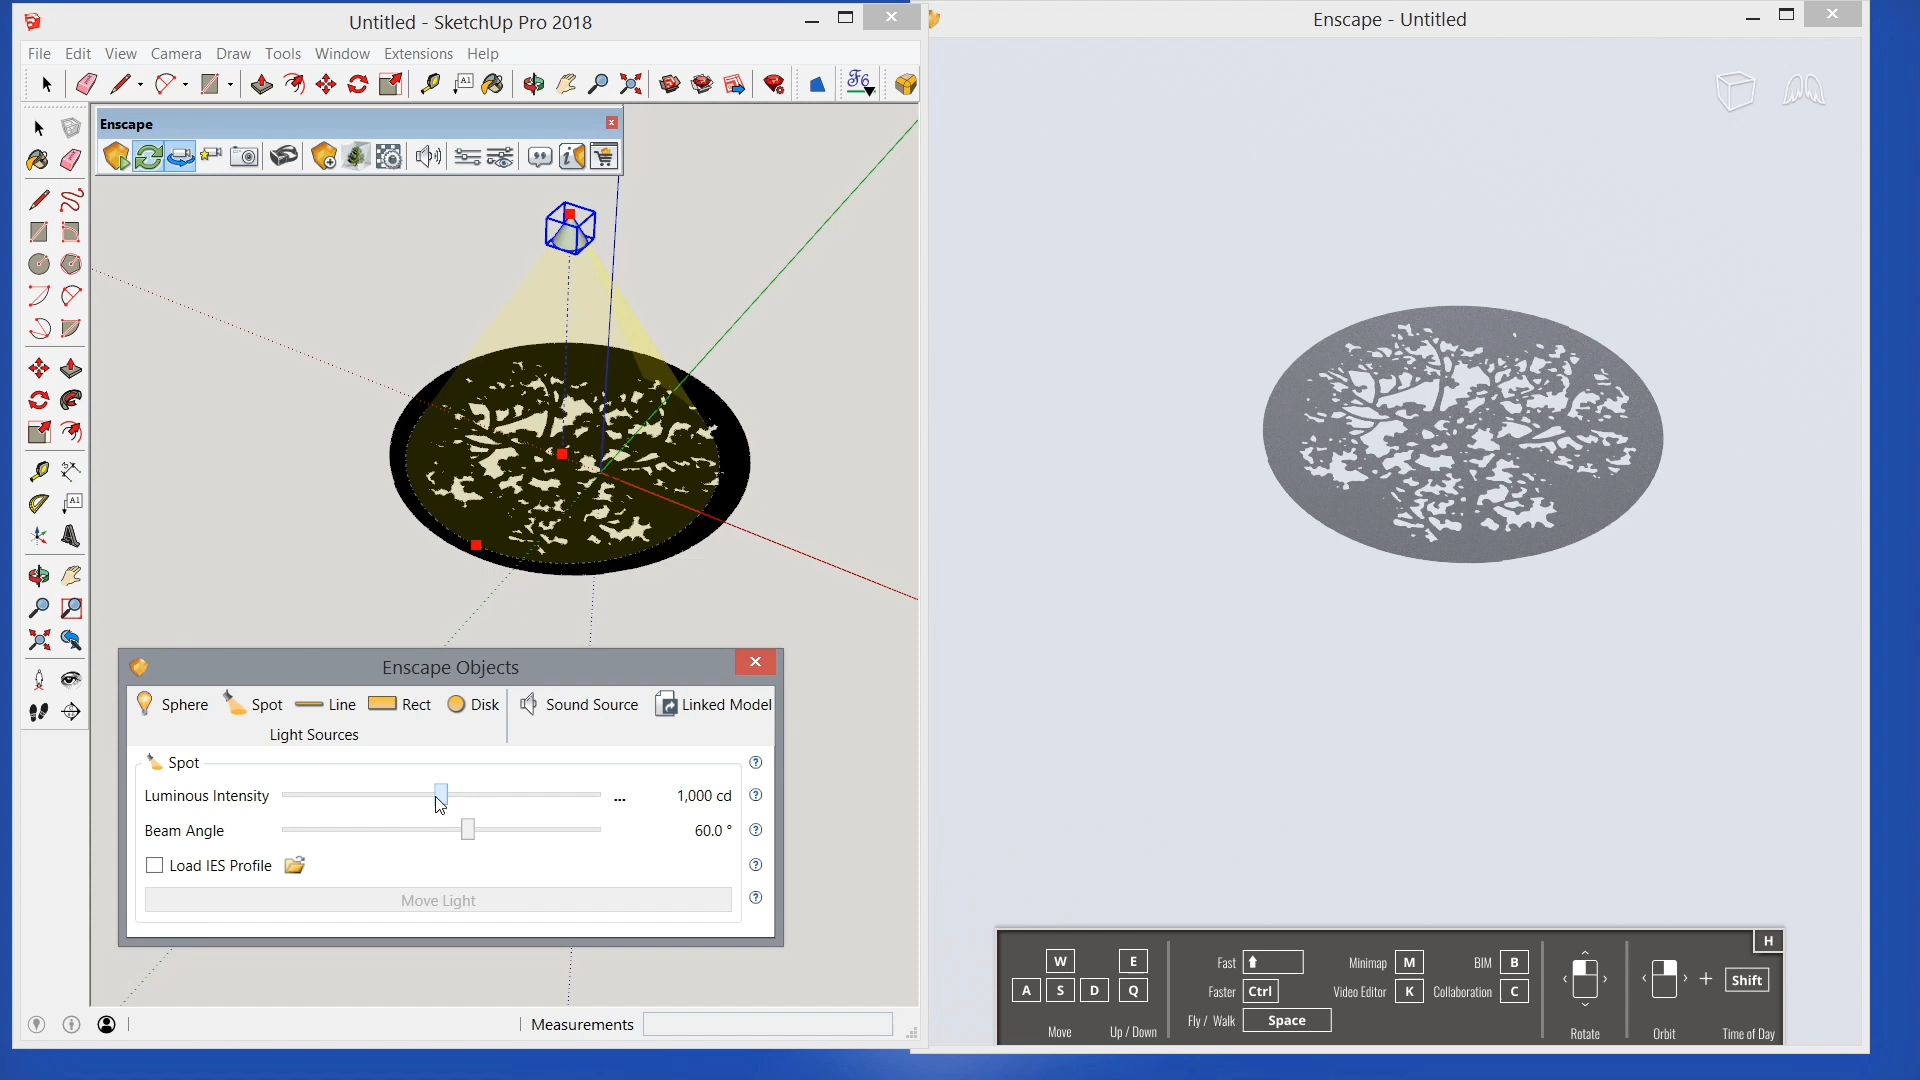 Untitled - SketchUp Pro 2018
File Edit View Camera Draw Tools Window Extensions Help
Enscape
Enscape Objects
Sphere Spot Line Rect Disk Sound Source Linked Model
Light Sources
Spot
Luminous Intensity ... 1,000 cd
Beam Angle 60.0 °
Load IES Profile
Move Light
Measurements
Enscape - Untitled
H
W E Fast Minimap M BIM B
A S D Q Faster Ctrl Video Editor K Collaboration C + Shift
Fly / Walk Space
Move Up / Down Rotate Orbit Time of Day